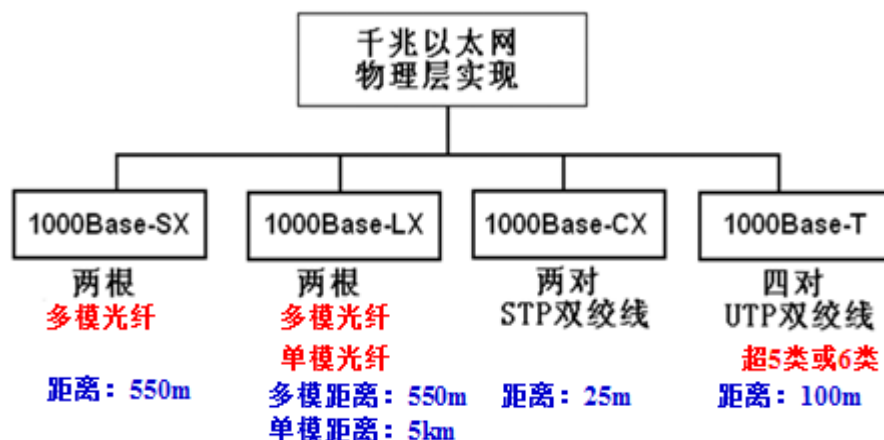 千兆以太网
物理层实现
1000Base-SX
1000Base-LX
1000Base-CX
1000Base-T
两根
多模光纤
距离：550m
两根
多模光纤
单模光纤
多模距离：550m
单模距离：5km
两对
STP双绞线
距离：25m
四对
UTP双绞线
超5类或6类
距离：100m